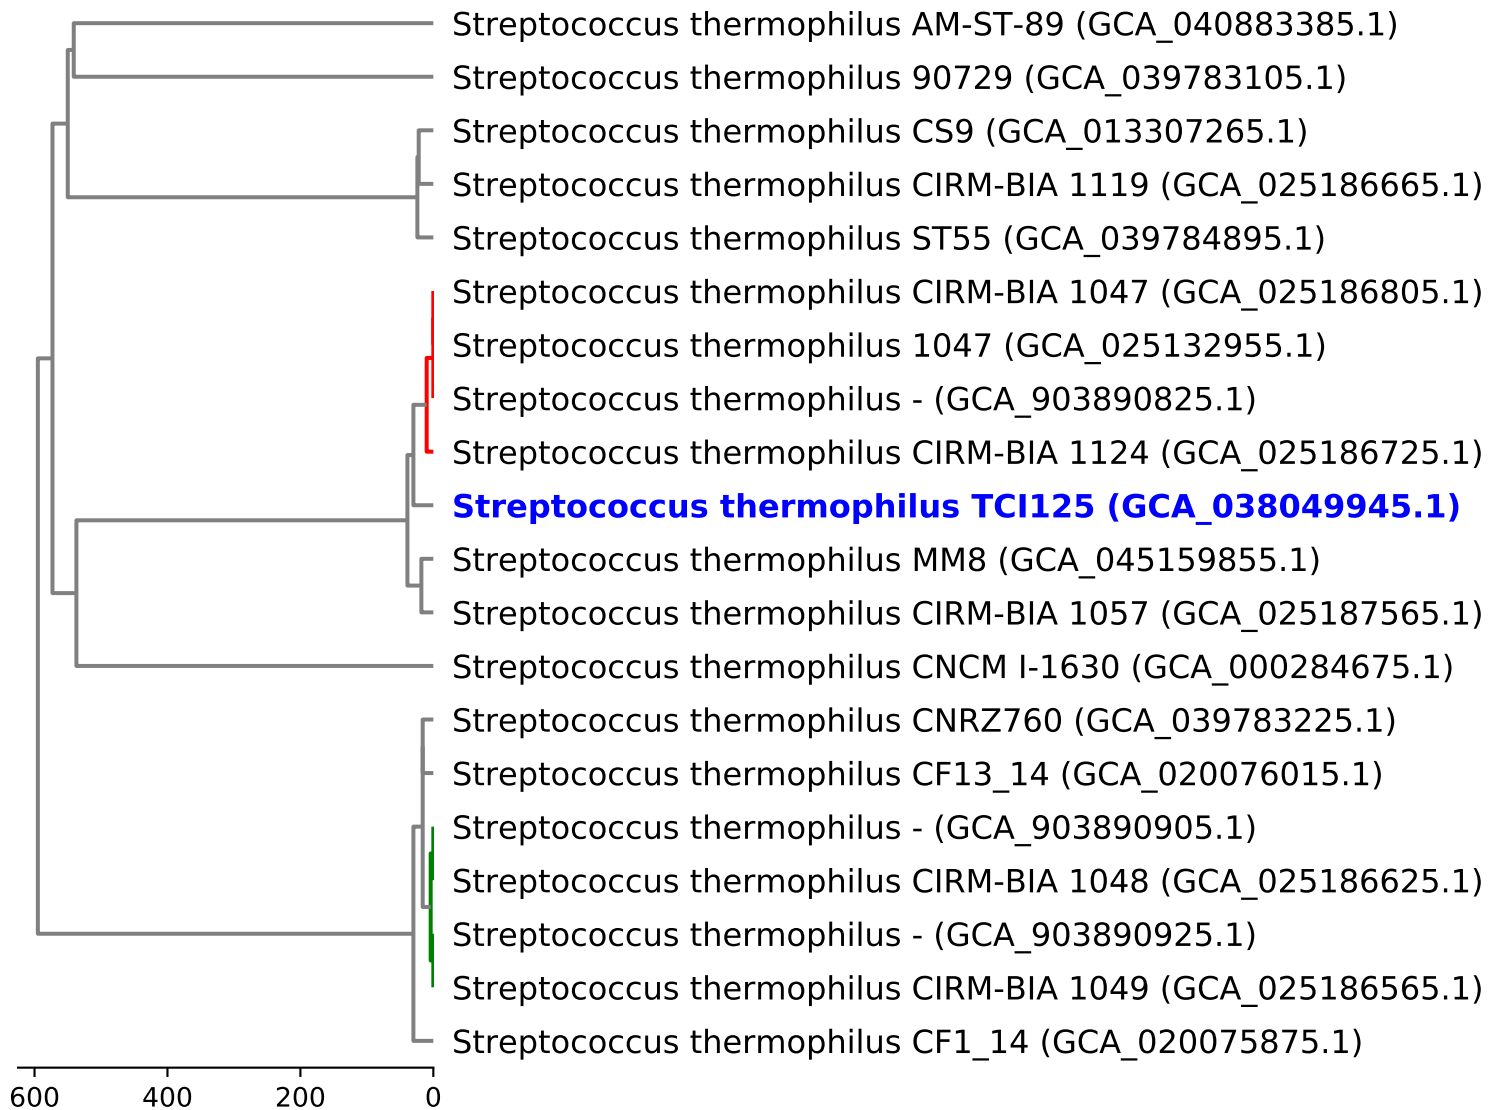 Streptococcus thermophilus AM-ST-89 (GCA_040883385.1)
Streptococcus thermophilus 90729 (GCA_039783105.1)
Streptococcus thermophilus CS9 (GCA_013307265.1)
Streptococcus thermophilus CIRM-BIA 1119 (GCA_025186665.1)
Streptococcus thermophilus ST55 (GCA_039784895.1)
Streptococcus thermophilus CIRM-BIA 1047 (GCA_025186805.1)
Streptococcus thermophilus 1047 (GCA_025132955.1)
Streptococcus thermophilus - (GCA_903890825.1)
Streptococcus thermophilus CIRM-BIA 1124 (GCA_025186725.1)
Streptococcus thermophilus TCI125 (GCA_038049945.1)
Streptococcus thermophilus MM8 (GCA_045159855.1)
Streptococcus thermophilus CIRM-BIA 1057 (GCA_025187565.1)
Streptococcus thermophilus CNCM I-1630 (GCA_000284675.1)
Streptococcus thermophilus CNRZ760 (GCA_039783225.1)
Streptococcus thermophilus CF13_14 (GCA_020076015.1)
Streptococcus thermophilus - (GCA_903890905.1)
Streptococcus thermophilus CIRM-BIA 1048 (GCA_025186625.1)
Streptococcus thermophilus - (GCA_903890925.1)
Streptococcus thermophilus CIRM-BIA 1049 (GCA_025186565.1)
Streptococcus thermophilus CF1_14 (GCA_020075875.1)
600 400 200 0